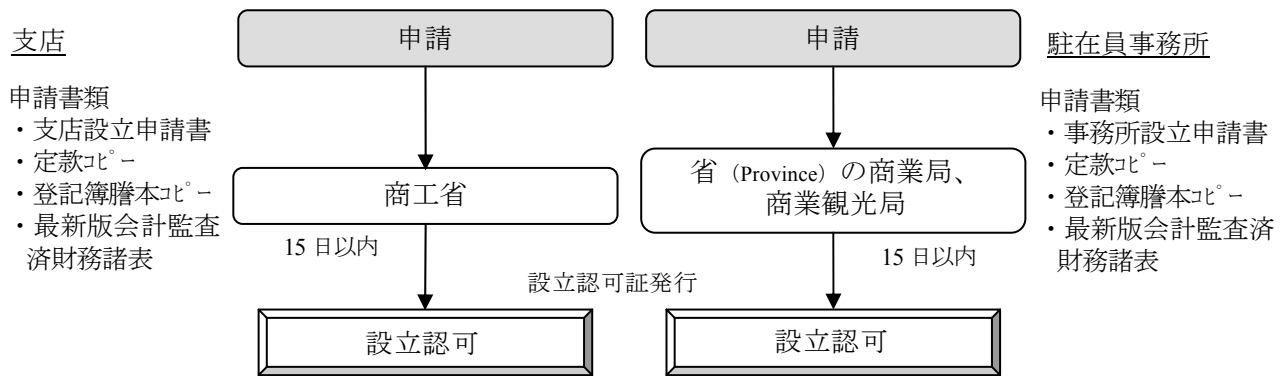 支店
申請書類
・支店設立申請書
・定款ｺﾋﾟｰ
・登記簿謄本ｺﾋﾟｰ
・最新版会計監査
済財務諸表
申請
商工省
15 日以内
設立認可
設立認可証発行
申請
省 (Province) の商業局、
商業観光局
15 日以内
設立認可
駐在員事務所
申請書類
・事務所設立申請書
・定款ｺﾋﾟｰ
・登記簿謄本ｺﾋﾟｰ
・最新版会計監査済
財務諸表